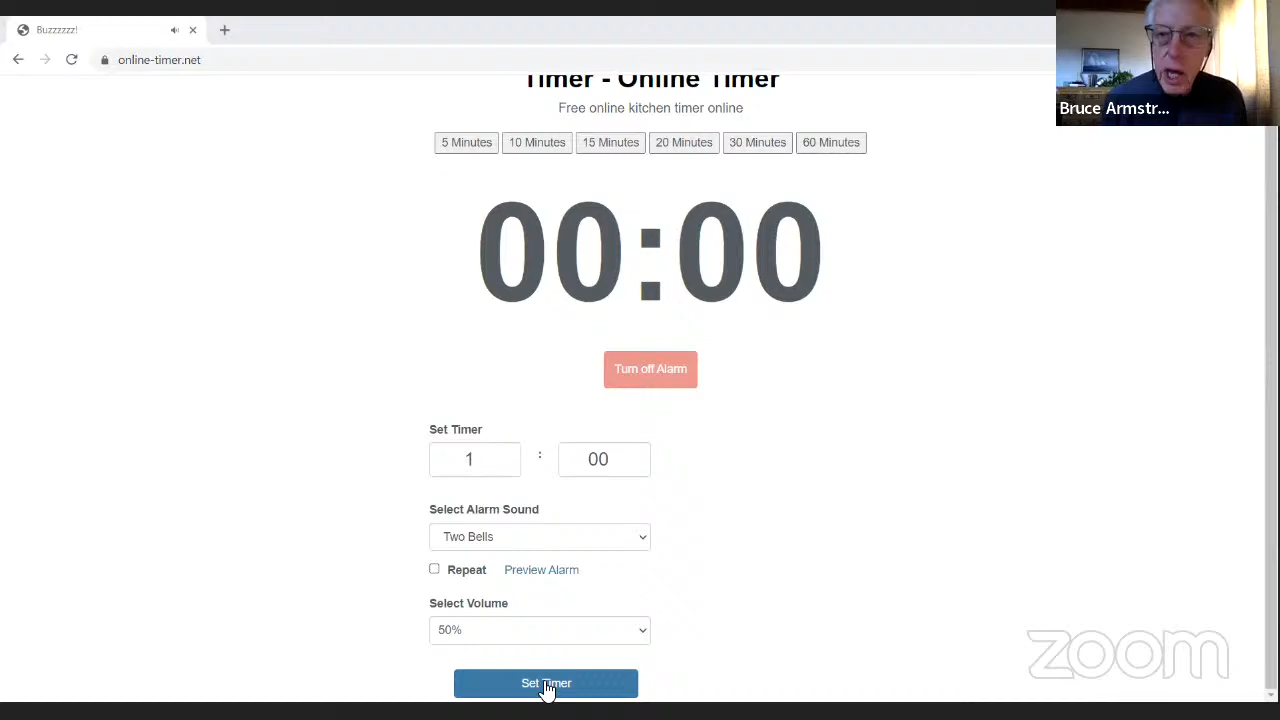 Buzzzzzz!
online-timer.net
Timer - Online Timer
Free online kitchen timer online
5 Minutes 10 Minutes 15 Minutes 20 Minutes 30 Minutes 60 Minutes
00:00
Turn off Alarm
Set Timer
1 : 00
Select Alarm Sound
Two Bells
Repeat Preview Alarm
Select Volume
50%
Set Timer
Bruce Armstr...
zoom